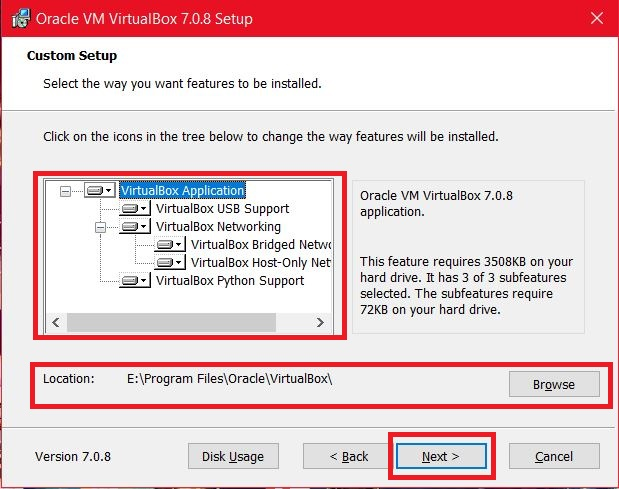 Oracle VM VirtualBox 7.0.8 Setup
Custom Setup
Select the way you want features to be installed.
Click on the icons in the tree below to change the way features will be installed.
VirtualBox Application
VirtualBox USB Support
VirtualBox Networking
VirtualBox Bridged Netwo
VirtualBox Host-Only Net
VirtualBox Python Support
Oracle VM VirtualBox 7.0.8
application.
This feature requires 3508KB on your
hard drive. It has 3 of 3 subfeatures
selected. The subfeatures require
72KB on your hard drive.
Location: E:\Program Files\Oracle\VirtualBox\
Browse
Version 7.0.8
Disk Usage
< Back
Next >
Cancel